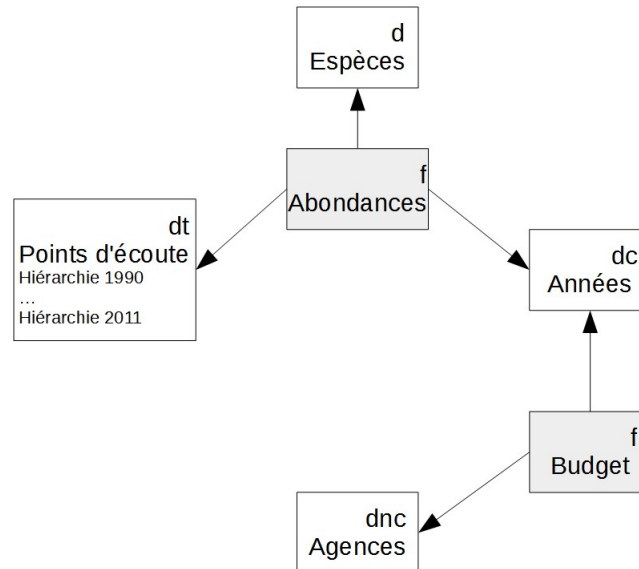 d
Espèces
f
Abondances
dt
Points d'écoute
Hiérarchie 1990
...
Hiérarchie 2011
dc
Années
f
Budget
dnc
Agences